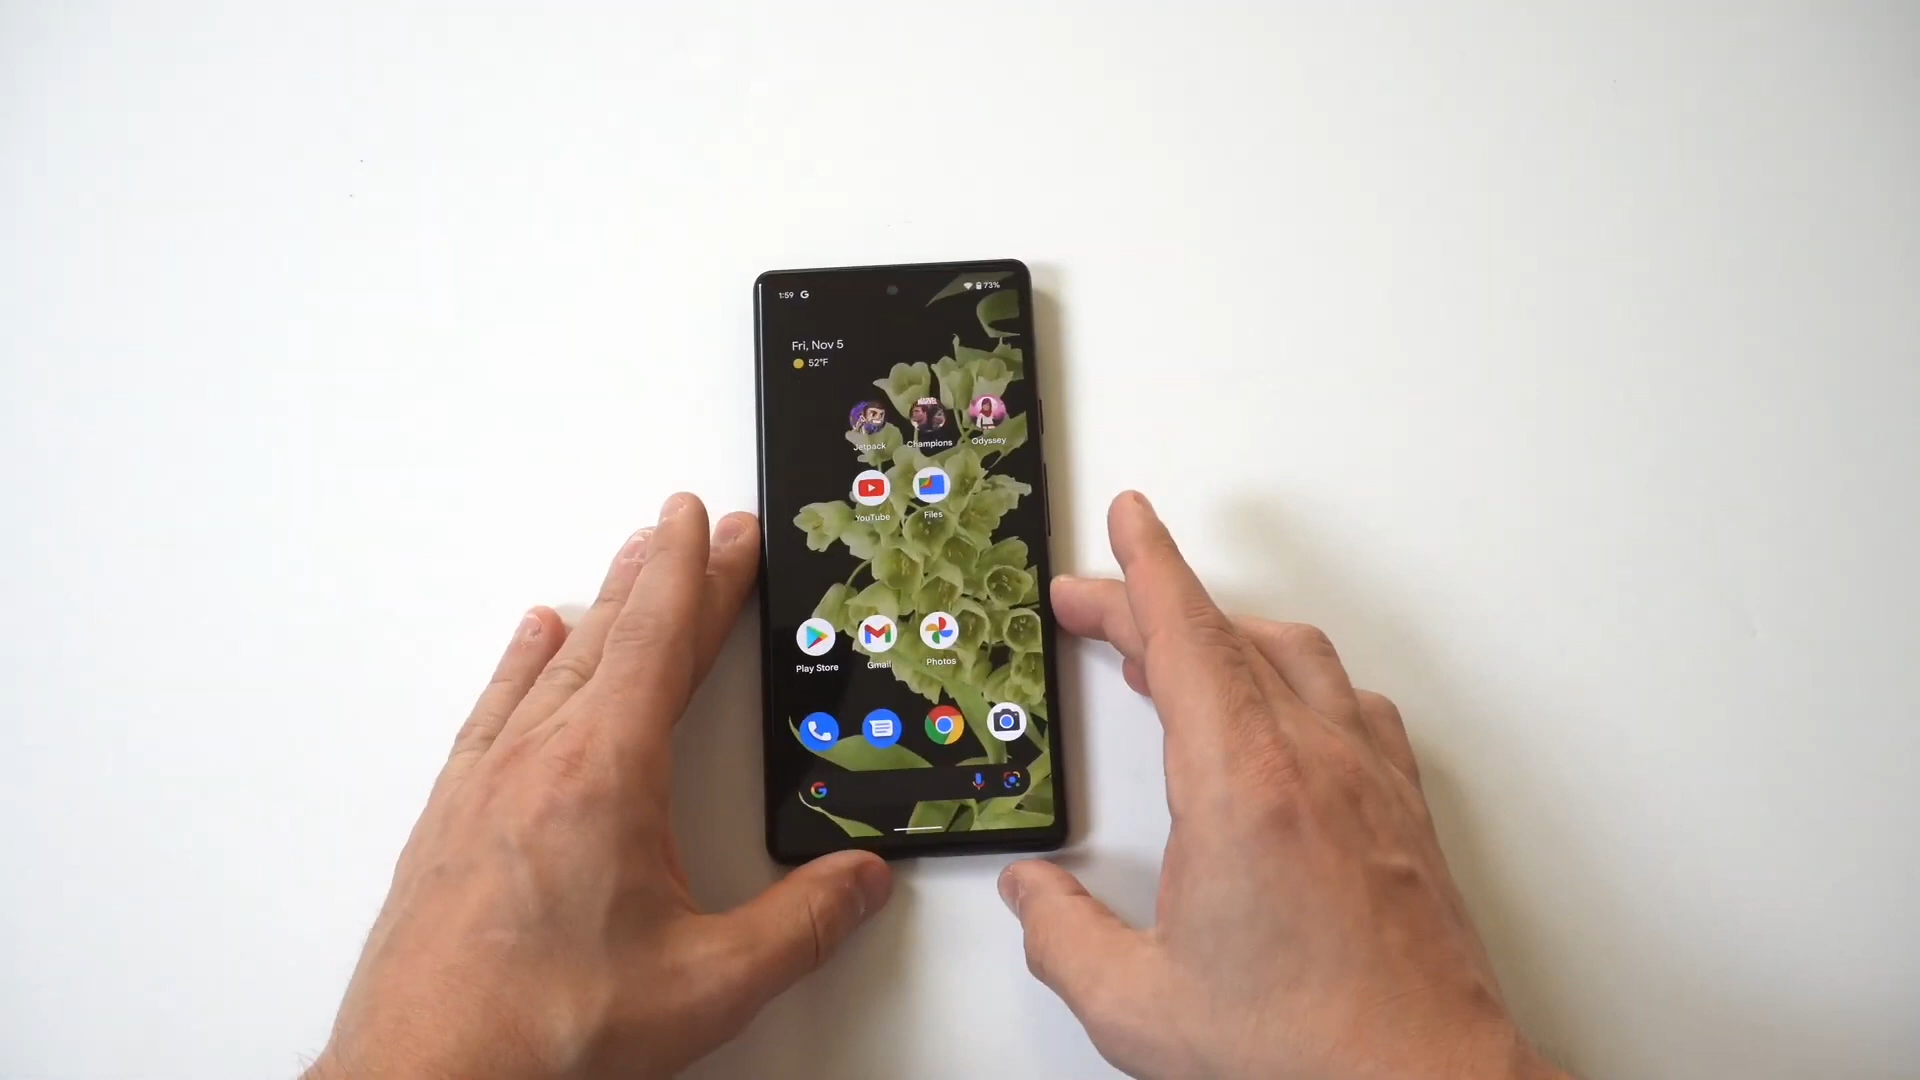 1:59 G 73%
Fri, Nov 5
52°F
Jetpack Champions Odyssey
YouTube Files
Play Store Gmail Photos